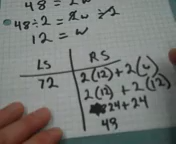 48 = 2w
48÷2 = 2w ÷2
12 = w
LS RS
72 2(12)+2(w)
2(12)+2(12)
24+24
48